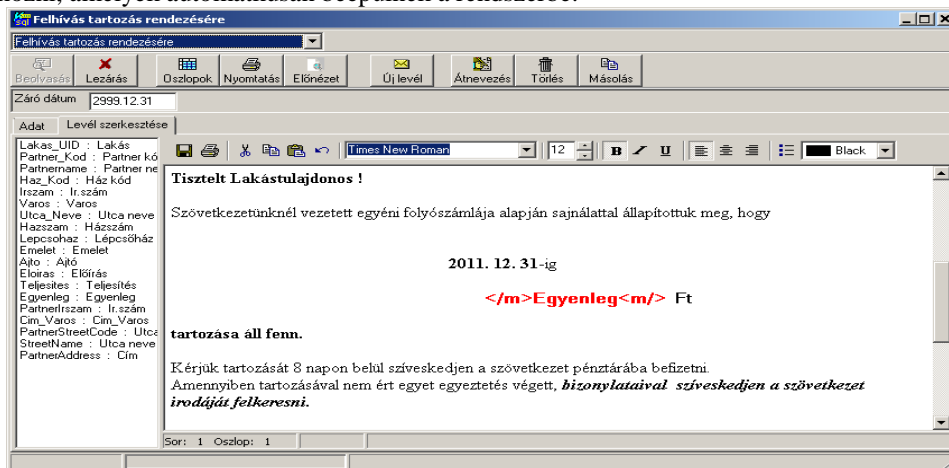 Felhívás tartozás rendezésére
Felhívás tartozás rendezésére
Beolvasás Lezárás Oszlopok Nyomtatás Előnézet Új levél Átnevezés Törlés Másolás
Záró dátum 2999.12.31
Adat Levél szerkesztése
Times New Roman 12 B U Black
Lakas_UID : Lakás
Partner_Kod : Partner kó
Partnername : Partner ne
Haz_Kod : Ház kód
Irszam : Ir.szám
Varos : Varos
Utca_Neve : Utca neve
Hazszam : Házszám
Lepcsohaz : Lépcsőház
Emelet : Emelet
Ajto : Ajtó
Eloiras : Előírás
Teljesites : Teljesítés
Egyenleg : Egyenleg
PartnerIrszam : Ir.szám
Cim_Varos : Cim_Varos
PartnerStreetCode : Utca
StreetName : Utca neve
PartnerAddress : Cím
Tisztelt Lakástulajdonos !
Szövetkezetünknél vezetett egyéni folyószámlája alapján sajnálattal állapítottuk meg, hogy
2011. 12. 31-ig
</m>Egyenleg<m/> Ft
tartozása áll fenn.
Kérjük tartozását 8 napon belül szíveskedjen a szövetkezet pénztárába befizetni.
Amennyiben tartozásával nem ért egyet egyeztetés végett, bizonylataival szíveskedjen a szövetkezet
irodáját felkeresni.
Sor: 1 Oszlop: 1